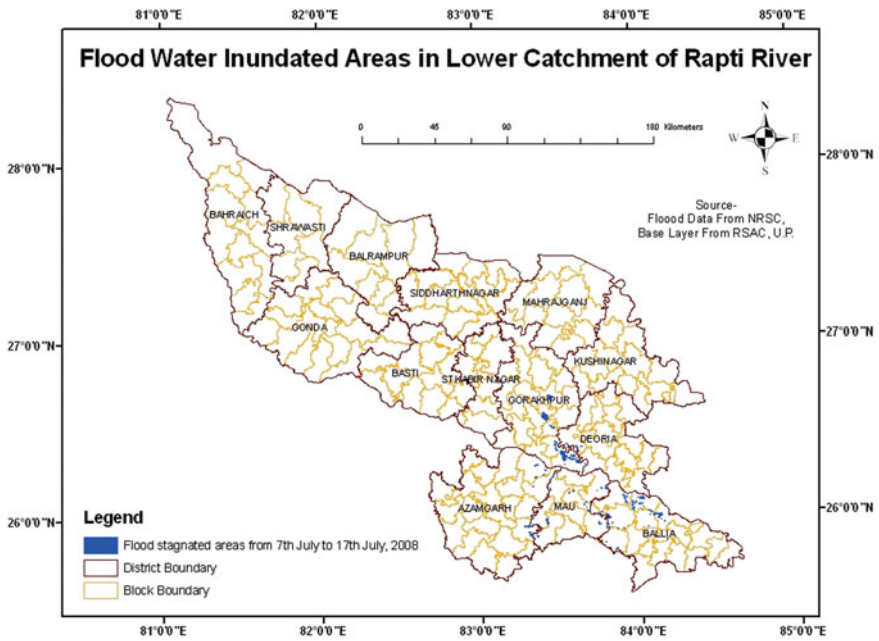 81°0'0"E 82°0'0"E 83°0'0"E 84°0'0"E 85°0'0"E
Flood Water Inundated Areas in Lower Catchment of Rapti River
0 45 90 180 Kilometers
N
W E
S
28°0'0"N 28°0'0"N
Source-
Floood Data From NRSC,
Base Layer From RSAC, U.P.
BAHRAICH
SHRAWASTI
BALRAMPUR
SIDDHARTHNAGAR
MAHRAJGANJ
GONDA
27°0'0"N 27°0'0"N
KUSHINAGAR
BASTI
STHABIR NAGAR
GORAKHPUR
DEORIA
AZAMGARH
MAU
26°0'0"N 26°0'0"N
BALLIA
Legend
Flood stagnated areas from 7th July to 17th July, 2008
District Boundary
Block Boundary
81°0'0"E 82°0'0"E 83°0'0"E 84°0'0"E 85°0'0"E